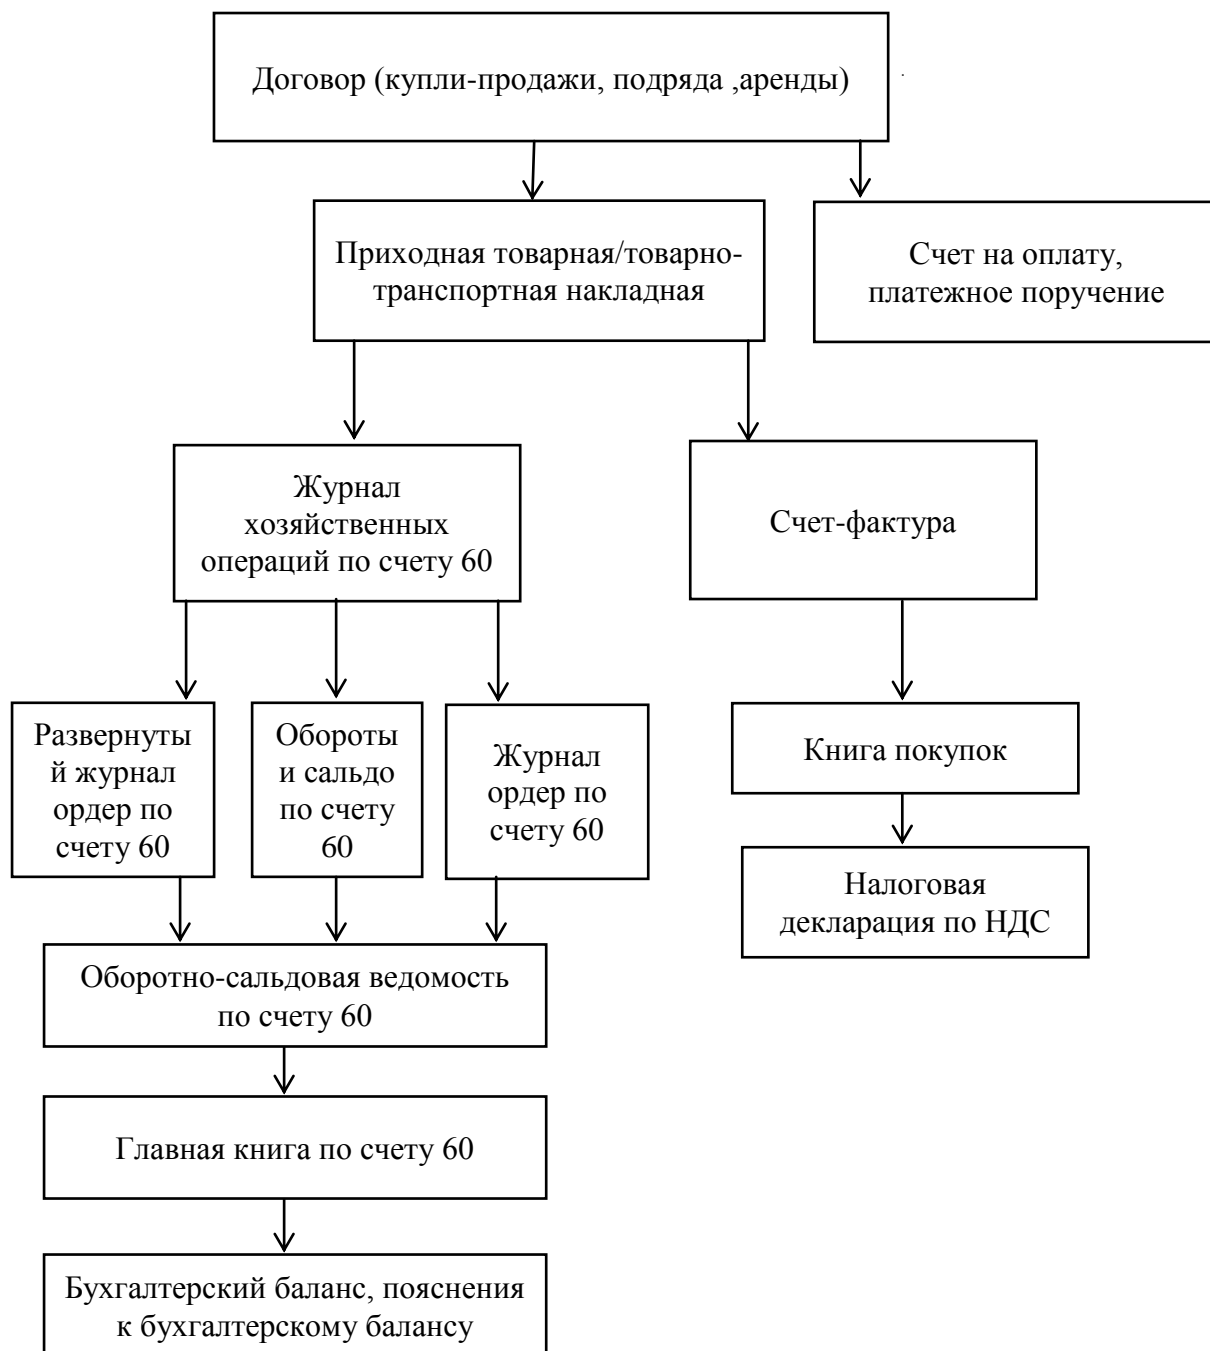 Договор (купли-продажи, подряда ,аренды)
Приходная товарная/товарно-
транспортная накладная
Счет на оплату,
платежное поручение
Журнал
хозяйственных
операций по счету 60
Счет-фактура
Развернуты
й журнал
ордер по
счету 60
Обороты
и сальдо
по счету
60
Журнал
ордер по
счету 60
Книга покупок
Налоговая
декларация по НДС
Оборотно-сальдовая ведомость
по счету 60
Главная книга по счету 60
Бухгалтерский баланс, пояснения
к бухгалтерскому балансу